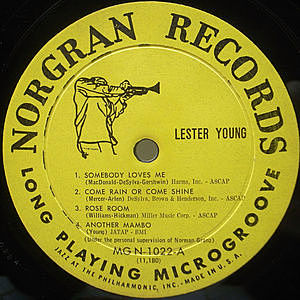 NORGRAN RECORDS
LESTER YOUNG
1. SOMEBODY LOVES ME
(MacDonald-DeSylva-Gershwin) Harms, Inc. - ASCAP
2. COME RAIN OR COME SHINE
(Mercer-Arlen) DeSylva, Brown & Henderson, Inc. - ASCAP
3. ROSE ROOM
(Williams-Hickman) Miller Music Corp. - ASCAP
4. ANOTHER MAMBO
(Young) JATAP - BMI
(Under the personal supervision of Norman Granz)
MG N-1022-A
(11,180)
LONG PLAYING MICROGROOVE
JAZZ AT THE PHILHARMONIC, INC. - MADE IN U.S.A.